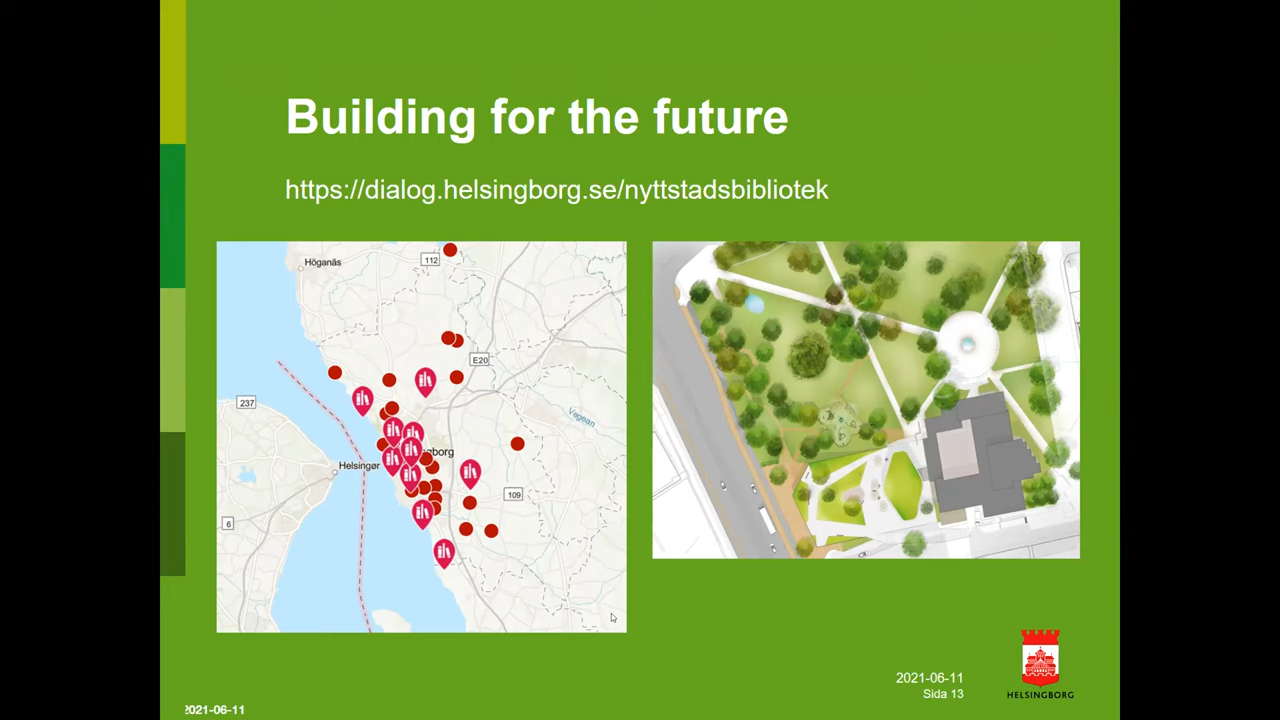 Building for the future
https://dialog.helsingborg.se/nyttstadsbibliotek
Höganäs
112
E20
237
Vegeån
gborg
Helsingør
109
6
2021-06-11
Sida 13
HELSINGBORG
2021-06-11